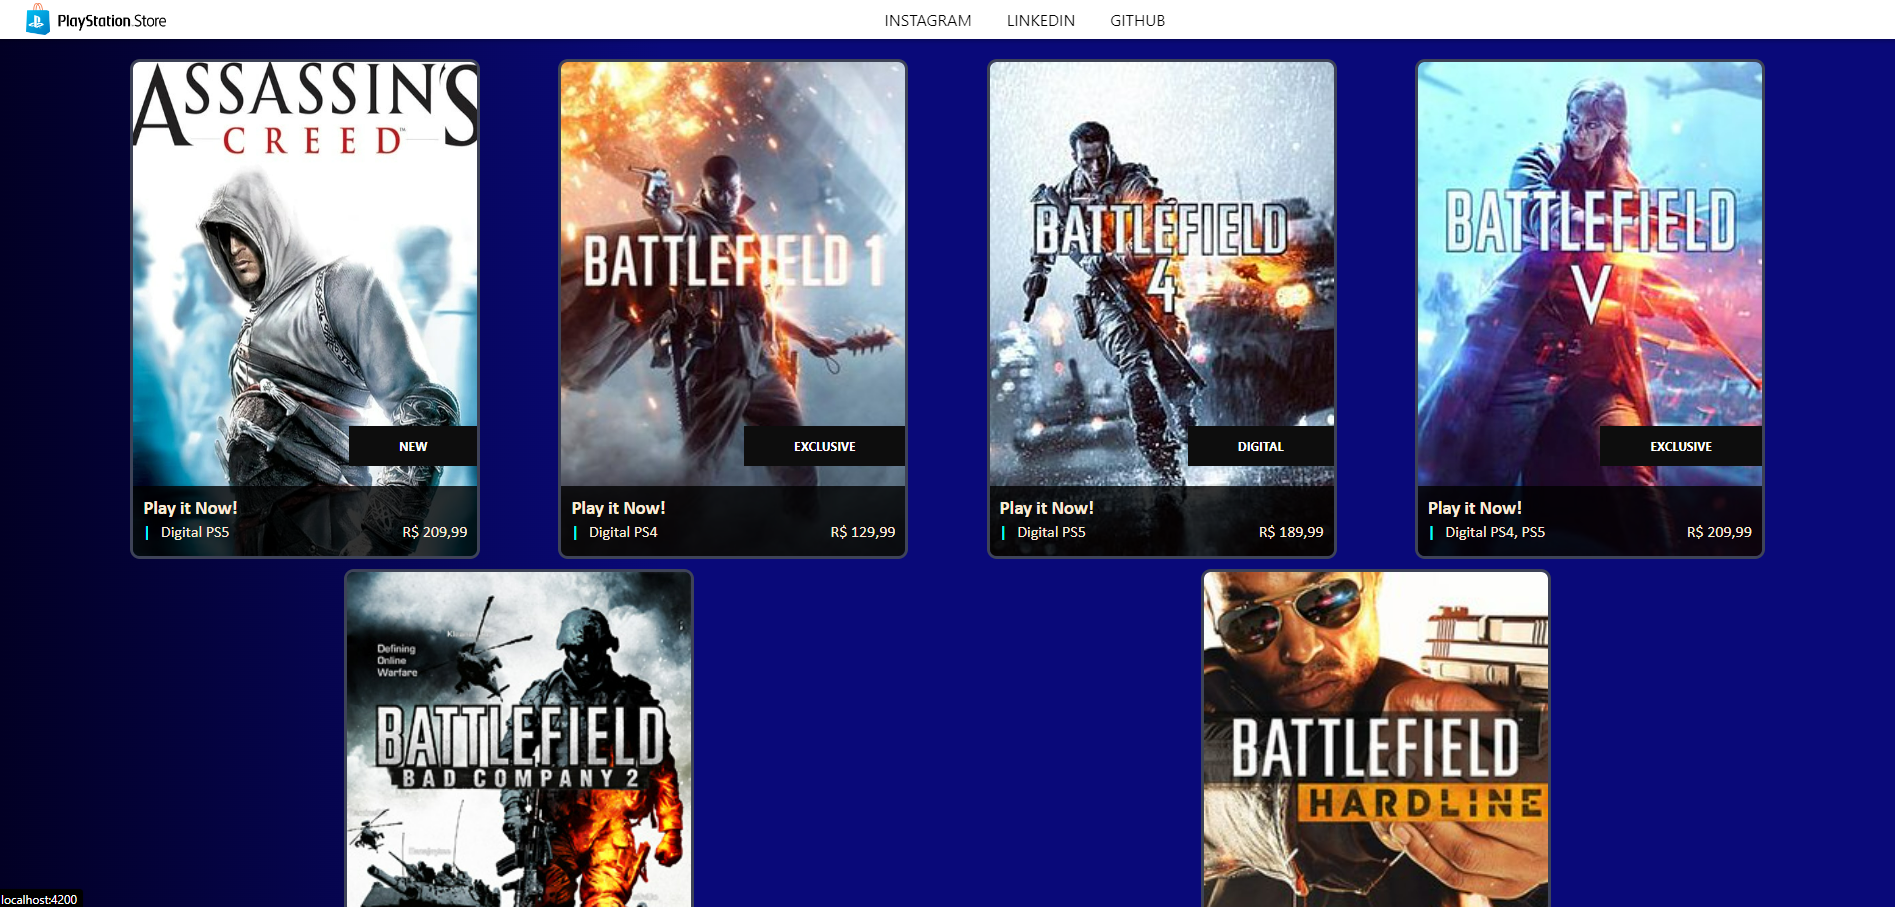 PlayStation.Store
INSTAGRAM LINKEDIN GITHUB
ASSASSIN'S
CREED™
NEW
Play it Now!
| Digital PS5 R$ 209,99
BATTLEFIELD 1
EXCLUSIVE
Play it Now!
| Digital PS4 R$ 129,99
BATTLEFIELD
4
DIGITAL
Play it Now!
| Digital PS5 R$ 189,99
BATTLEFIELD
V
EXCLUSIVE
Play it Now!
| Digital PS4, PS5 R$ 209,99
Defining
Online
Warfare
BATTLEFIELD
BAD COMPANY 2
BATTLEFIELD
HARDLINE
localhost:4200